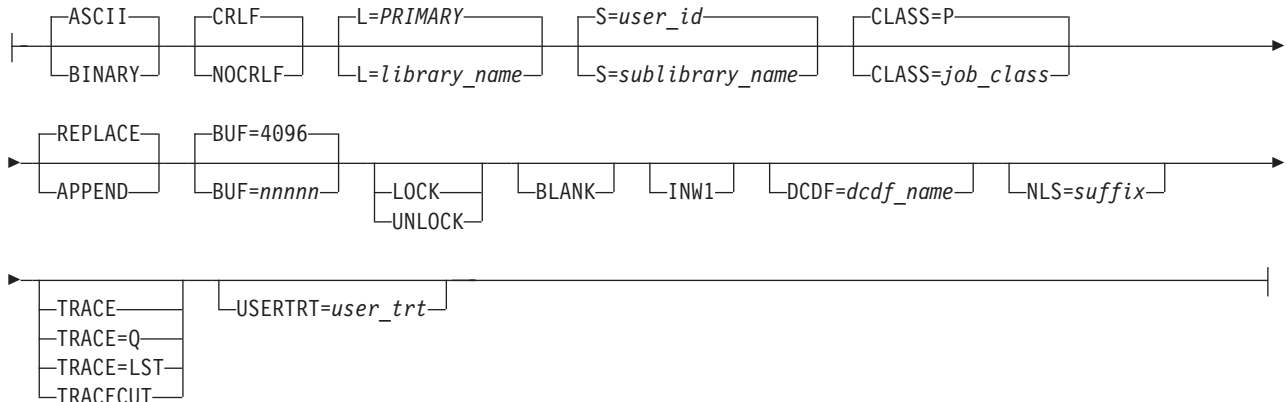 ASCII CRLF L=PRIMARY S=user_id CLASS=P
BINARY NOCRLF L=library_name S=sublibrary_name CLASS=job_class
REPLACE BUF=4096
APPEND BUF=nnnnn LOCK BLANK INW1 DCDF=dcdf_name NLS=suffix
UNLOCK
TRACE USERTRT=user_trt
TRACE=Q
TRACE=LST
TRACECUT